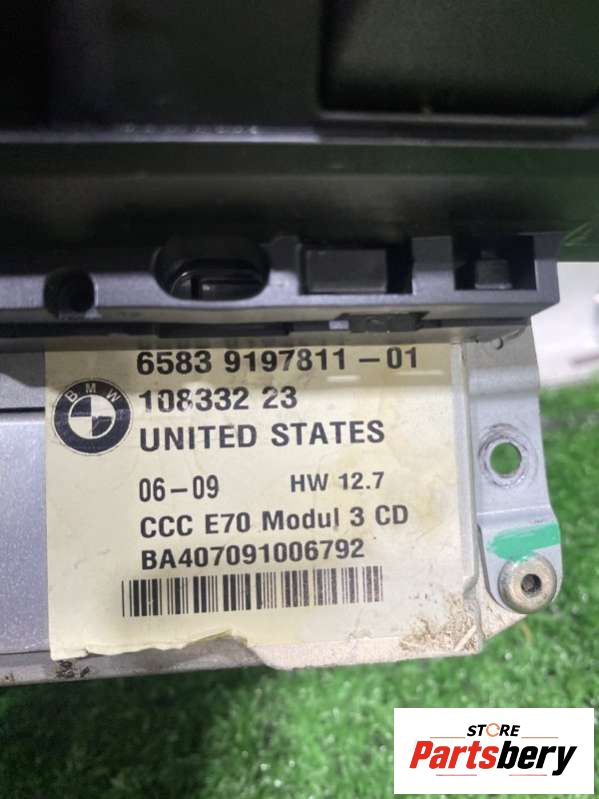 6583 9197811-01
BMW
108332 23
UNITED STATES
06-09 HW 12.7
CCC E70 Modul 3 CD
BA407091006792
STORE
Partsbery